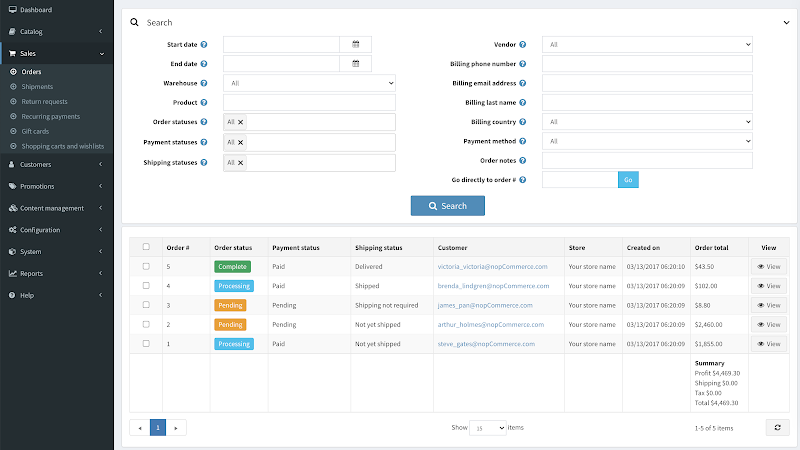 Dashboard
Catalog
Sales
Orders
Shipments
Return requests
Recurring payments
Gift cards
Shopping carts and wishlists
Customers
Promotions
Content management
Configuration
System
Reports
Help
Search
Start date
End date
Warehouse All
Product
Order statuses All ×
Payment statuses All ×
Shipping statuses All ×
Vendor All
Billing phone number
Billing email address
Billing last name
Billing country All
Payment method All
Order notes
Go directly to order # Go
Search
Order # Order status Payment status Shipping status Customer Store Created on Order total View
5 Complete Paid Delivered victoria_victoria@nopCommerce.com Your store name 03/13/2017 06:20:10 $43.50 View
4 Processing Paid Shipped brenda_lindgren@nopCommerce.com Your store name 03/13/2017 06:20:09 $102.00 View
3 Pending Pending Shipping not required james_pan@nopCommerce.com Your store name 03/13/2017 06:20:09 $8.80 View
2 Pending Pending Not yet shipped arthur_holmes@nopCommerce.com Your store name 03/13/2017 06:20:09 $2,460.00 View
1 Processing Paid Not yet shipped steve_gates@nopCommerce.com Your store name 03/13/2017 06:20:09 $1,855.00 View
Summary
Profit $4,469.30
Shipping $0.00
Tax $0.00
Total $4,469.30
1
Show 15 items
1-5 of 5 items